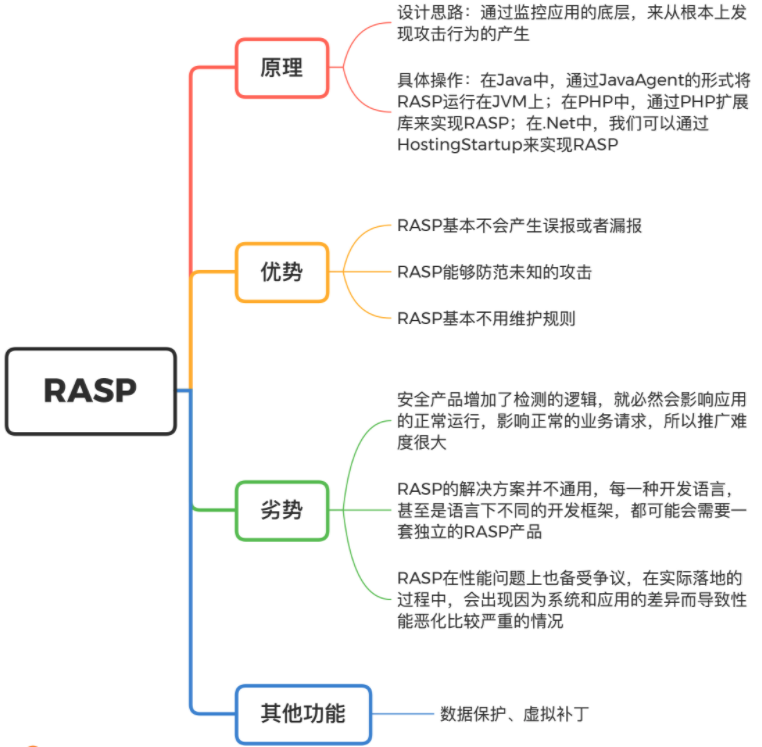 设计思路：通过监控应用的底层，来从根本上发
现攻击行为的产生
原理
具体操作：在Java中，通过JavaAgent的形式将
RASP运行在JVM上；在PHP中，通过PHP扩展
库来实现RASP；在.Net中，我们可以通过
HostingStartup来实现RASP
RASP基本不会产生误报或者漏报
优势
RASP能够防范未知的攻击
RASP基本不用维护规则
RASP
安全产品增加了检测的逻辑，就必然会影响应用
的正常运行，影响正常的业务请求，所以推广难
度很大
劣势
RASP的解决方案并不通用，每一种开发语言，
甚至是语言下不同的开发框架，都可能会需要一
套独立的RASP产品
RASP在性能问题上也备受争议，在实际落地的
过程中，会出现因为系统和应用的差异而导致性
能恶化比较严重的情况
其他功能
数据保护、虚拟补丁